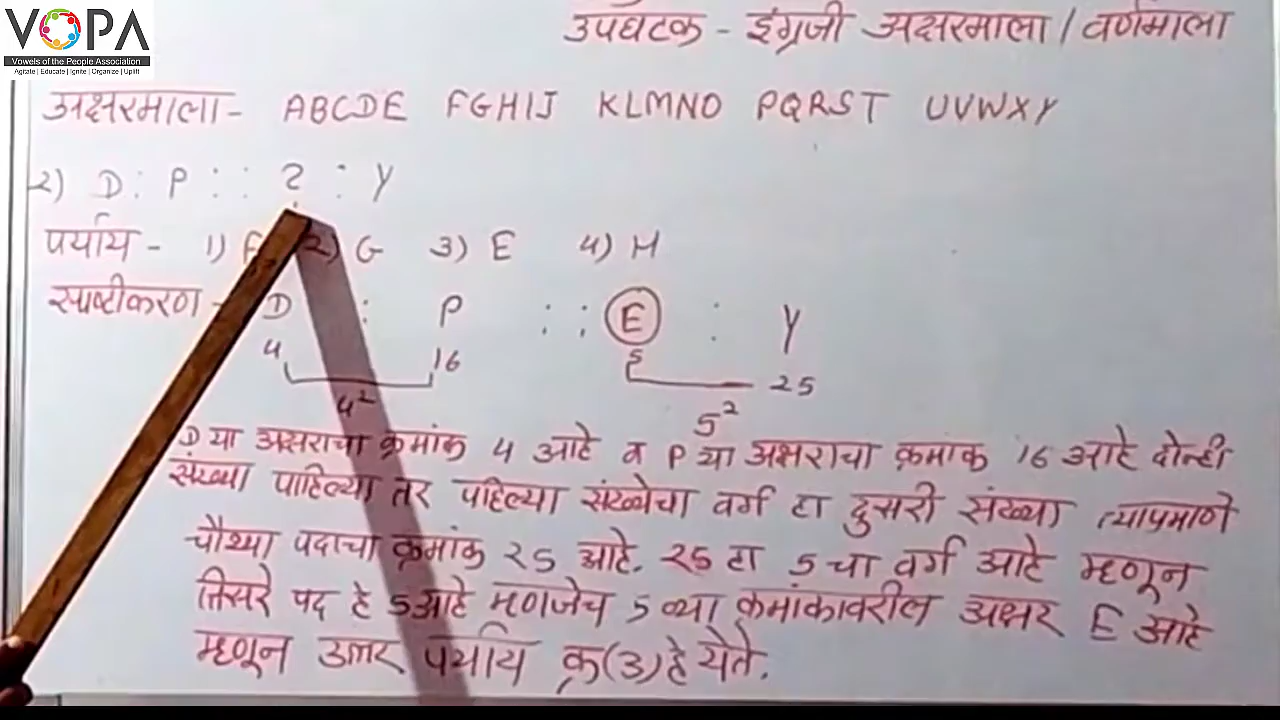 VOPA
Vowels of the People Association
Agitate | Educate | Ignite | Organize | Uplift
उपघटक - इंग्रजी अक्षरमाला / वर्णमाला
अक्षरमाला - ABCDE FGHIJ KLMNO PQRST UVWXY
2) D : P : : ? : Y
पर्याय - 1) F 2) G 3) E 4) H
स्पष्टीकरण - D : P : : E : Y
4 16 5 25
4² 5²
D या अक्षराचा क्रमांक 4 आहे व P या अक्षराचा क्रमांक 16 आहे दोन्ही
संख्या पाहिल्या तर पहिल्या संख्येचा वर्ग हा दुसरी संख्या त्याप्रमाणे
चौथ्या पदाचा क्रमांक 25 आहे. 25 हा 5 चा वर्ग आहे म्हणून
तिसरे पद हे 5 आहे म्हणजेच 5 व्या क्रमांकावरील अक्षर E आहे
म्हणून उत्तर पर्याय क्र (3) हे येते.